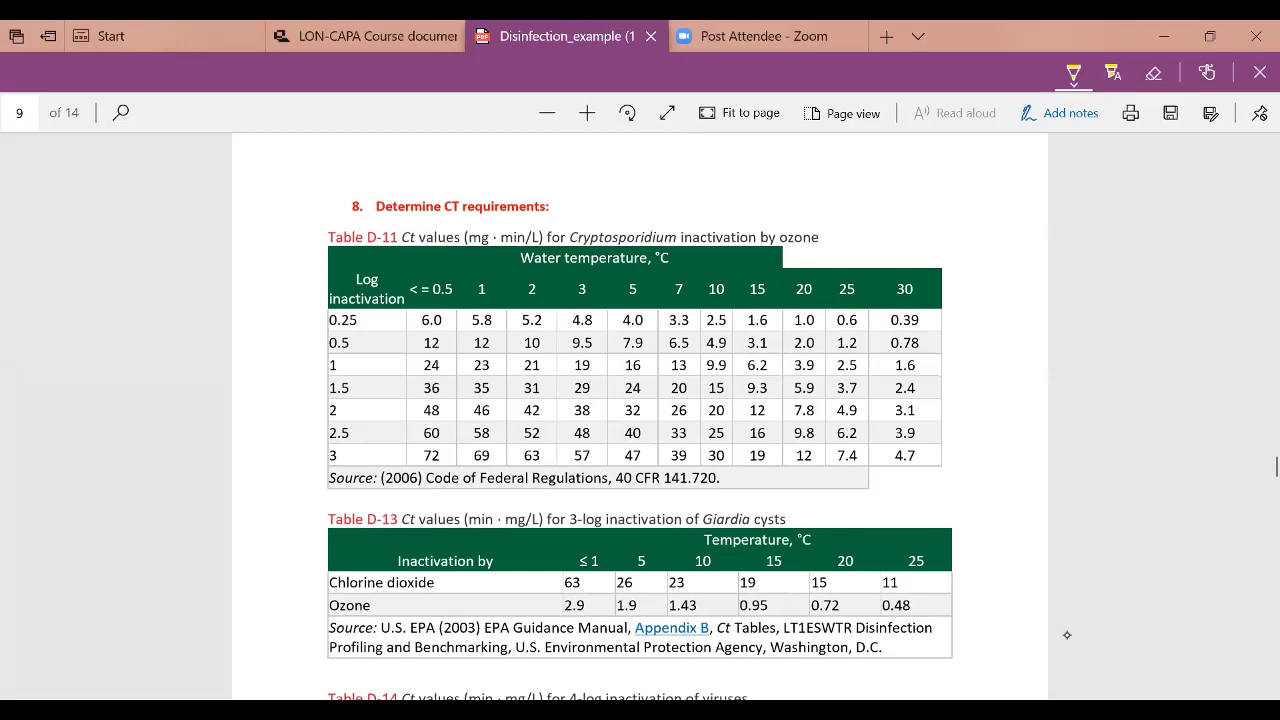 Start
LON-CAPA Course documen
Disinfection_example (1
Post Attendee - Zoom
9 of 14
Fit to page
Page view
Read aloud
Add notes
8. Determine CT requirements:
Table D-11 Ct values (mg · min/L) for Cryptosporidium inactivation by ozone
Water temperature, °C
Log inactivation < = 0.5 1 2 3 5 7 10 15 20 25 30
0.25 6.0 5.8 5.2 4.8 4.0 3.3 2.5 1.6 1.0 0.6 0.39
0.5 12 12 10 9.5 7.9 6.5 4.9 3.1 2.0 1.2 0.78
1 24 23 21 19 16 13 9.9 6.2 3.9 2.5 1.6
1.5 36 35 31 29 24 20 15 9.3 5.9 3.7 2.4
2 48 46 42 38 32 26 20 12 7.8 4.9 3.1
2.5 60 58 52 48 40 33 25 16 9.8 6.2 3.9
3 72 69 63 57 47 39 30 19 12 7.4 4.7
Source: (2006) Code of Federal Regulations, 40 CFR 141.720.
Table D-13 Ct values (min · mg/L) for 3-log inactivation of Giardia cysts
Temperature, °C
Inactivation by ≤ 1 5 10 15 20 25
Chlorine dioxide 63 26 23 19 15 11
Ozone 2.9 1.9 1.43 0.95 0.72 0.48
Source: U.S. EPA (2003) EPA Guidance Manual, Appendix B, Ct Tables, LT1ESWTR Disinfection
Profiling and Benchmarking, U.S. Environmental Protection Agency, Washington, D.C.
Table D-14 Ct values (min · mg/L) for 4-log inactivation of viruses